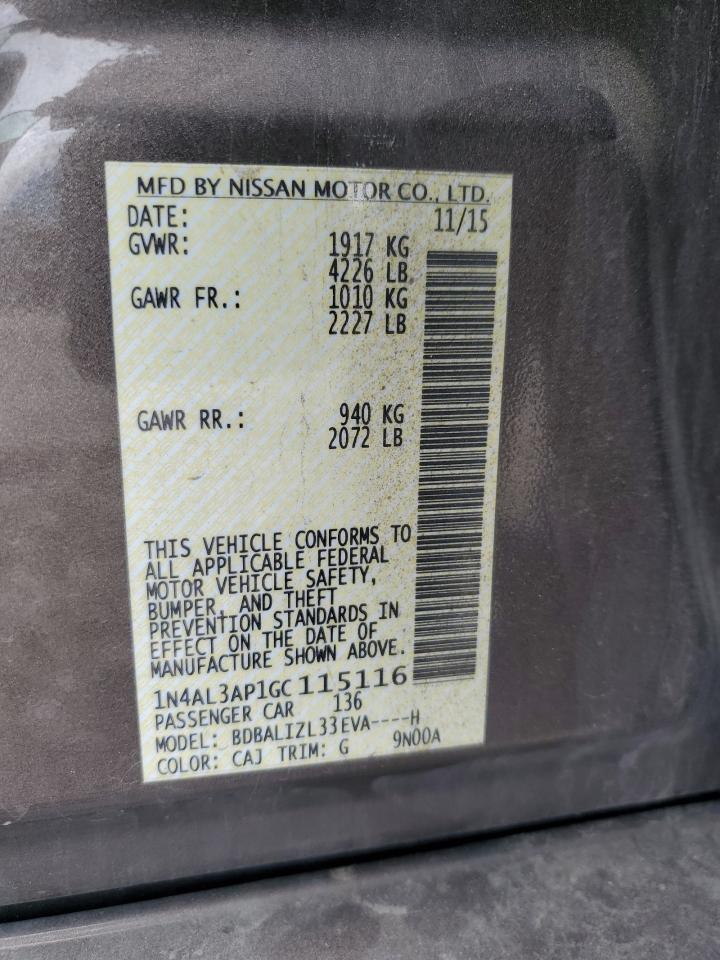 MFD BY NISSAN MOTOR CO., LTD.
DATE: 11/15
GVWR: 1917 KG
4226 LB
GAWR FR.: 1010 KG
2227 LB
GAWR RR.: 940 KG
2072 LB
THIS VEHICLE CONFORMS TO
ALL APPLICABLE FEDERAL
MOTOR VEHICLE SAFETY,
BUMPER, AND THEFT
PREVENTION STANDARDS IN
EFFECT ON THE DATE OF
MANUFACTURE SHOWN ABOVE.
1N4AL3AP1GC115116
PASSENGER CAR 136
MODEL: BDBALIZL33EVA----H
COLOR: CAJ TRIM: G 9N00A